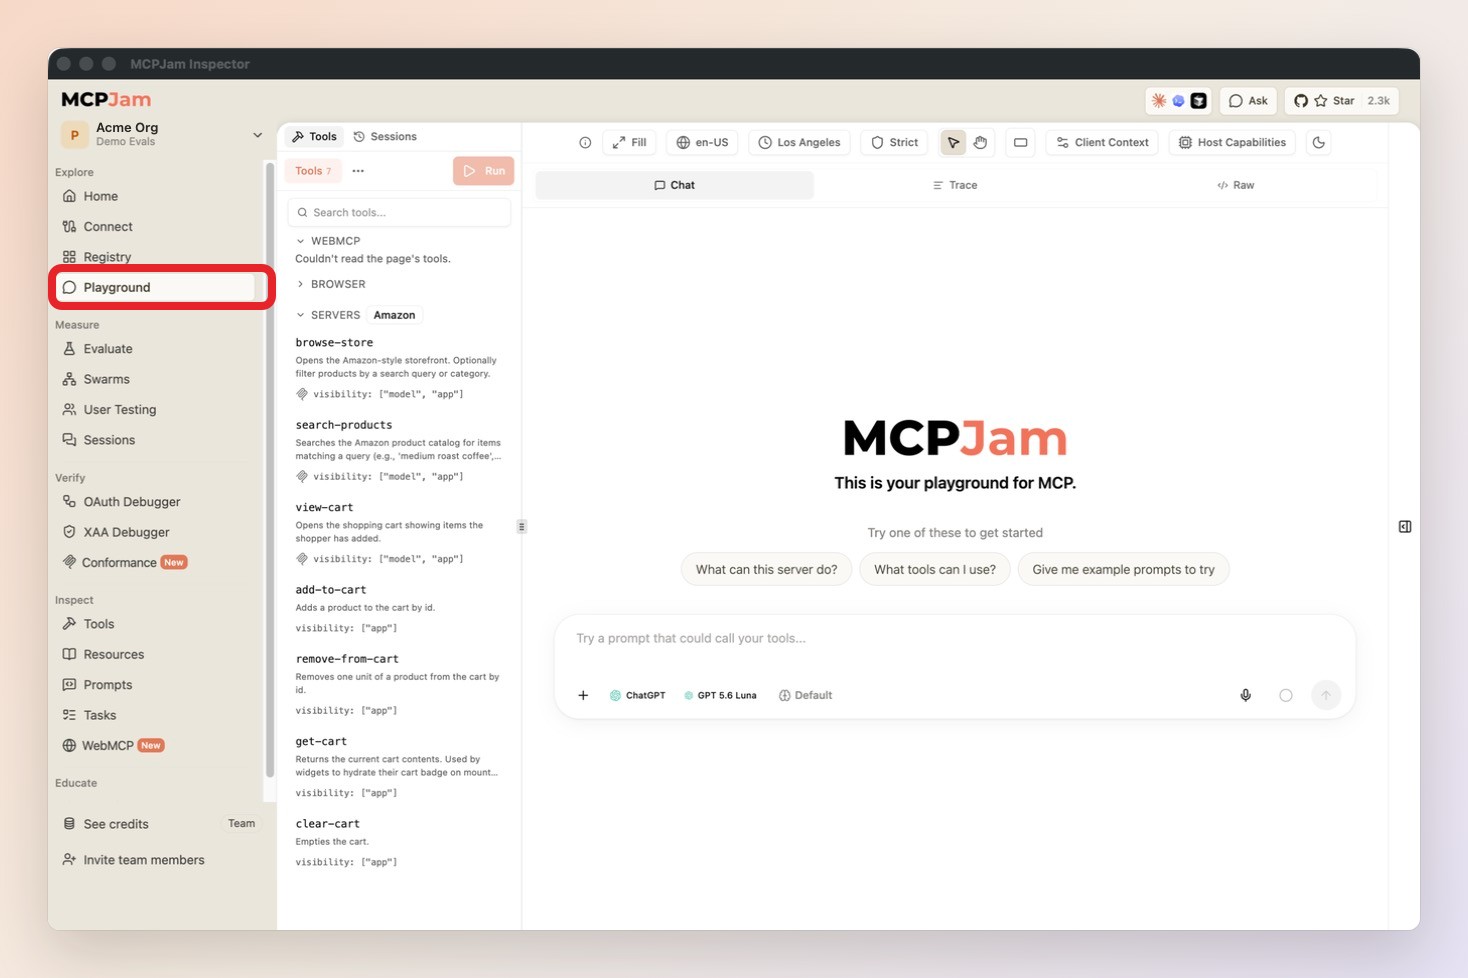 MCPJam Inspector
MCPJam
Ask
Star 2.3k
P
Acme Org
Demo Evals
Explore
Home
Connect
Registry
Playground
Measure
Evaluate
Swarms
User Testing
Sessions
Verify
OAuth Debugger
XAA Debugger
Conformance New
Inspect
Tools
Resources
Prompts
Tasks
WebMCP New
Educate
See credits Team
Invite team members
Tools Sessions
Tools 7 ••• Run
Search tools...
WEBMCP
Couldn't read the page's tools.
BROWSER
SERVERS Amazon
browse-store
Opens the Amazon-style storefront. Optionally
filter products by a search query or category.
visibility: ["model", "app"]
search-products
Searches the Amazon product catalog for items
matching a query (e.g., 'medium roast coffee',...
visibility: ["model", "app"]
view-cart
Opens the shopping cart showing items the
shopper has added.
visibility: ["model", "app"]
add-to-cart
Adds a product to the cart by id.
visibility: ["app"]
remove-from-cart
Removes one unit of a product from the cart by
id.
visibility: ["app"]
get-cart
Returns the current cart contents. Used by
widgets to hydrate their cart badge on mount...
visibility: ["app"]
clear-cart
Empties the cart.
visibility: ["app"]
Fill en-US Los Angeles Strict Client Context Host Capabilities
Chat Trace Raw
MCPJam
This is your playground for MCP.
Try one of these to get started
What can this server do? What tools can I use? Give me example prompts to try
Try a prompt that could call your tools...
ChatGPT GPT 5.6 Luna Default